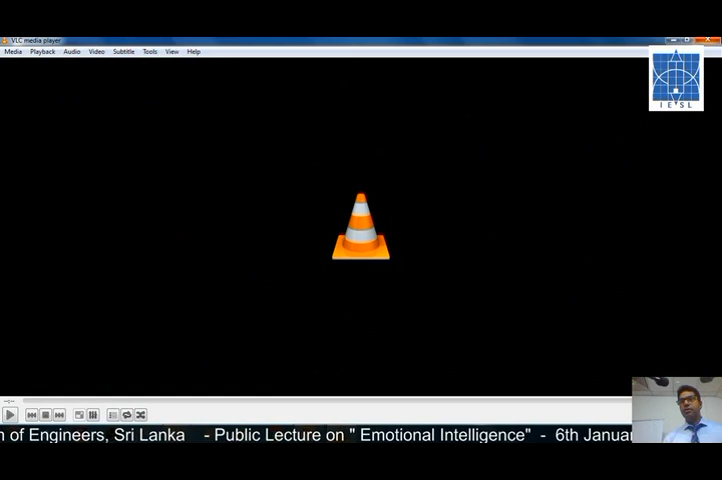 VLC media player
Media Playback Audio Video Subtitle Tools View Help
IESL
--:--
n of Engineers, Sri Lanka - Public Lecture on " Emotional Intelligence" - 6th Januar